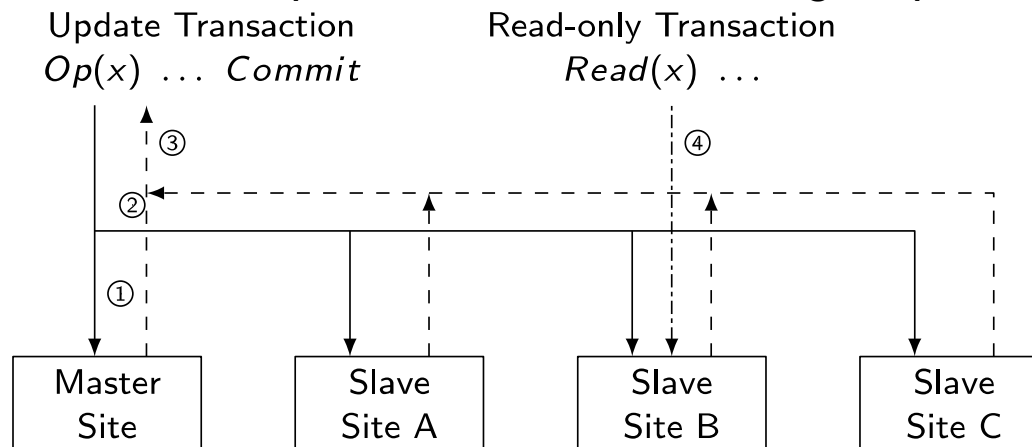 Update Transaction
Op(x) ... Commit
Read-only Transaction
Read(x) ...
③
④
②
①
Master
Site
Slave
Site A
Slave
Site B
Slave
Site C